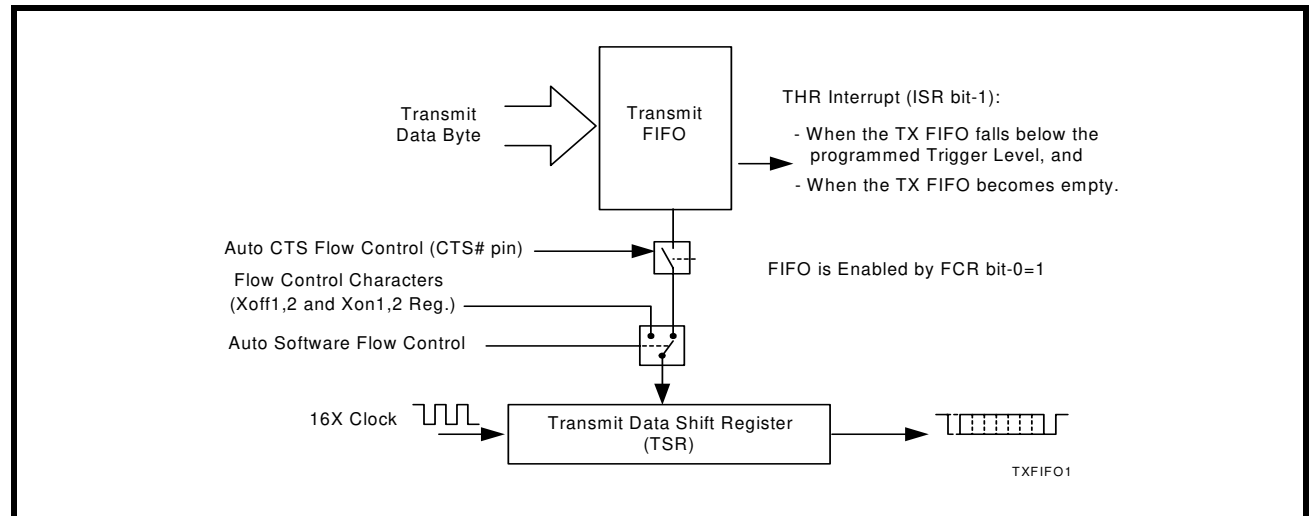 Transmit
Data Byte
Transmit
FIFO
THR Interrupt (ISR bit-1):
- When the TX FIFO falls below the
programmed Trigger Level, and
- When the TX FIFO becomes empty.
Auto CTS Flow Control (CTS# pin)
FIFO is Enabled by FCR bit-0=1
Flow Control Characters
(Xoff1,2 and Xon1,2 Reg.)
Auto Software Flow Control
16X Clock
Transmit Data Shift Register
(TSR)
TXFIFO1